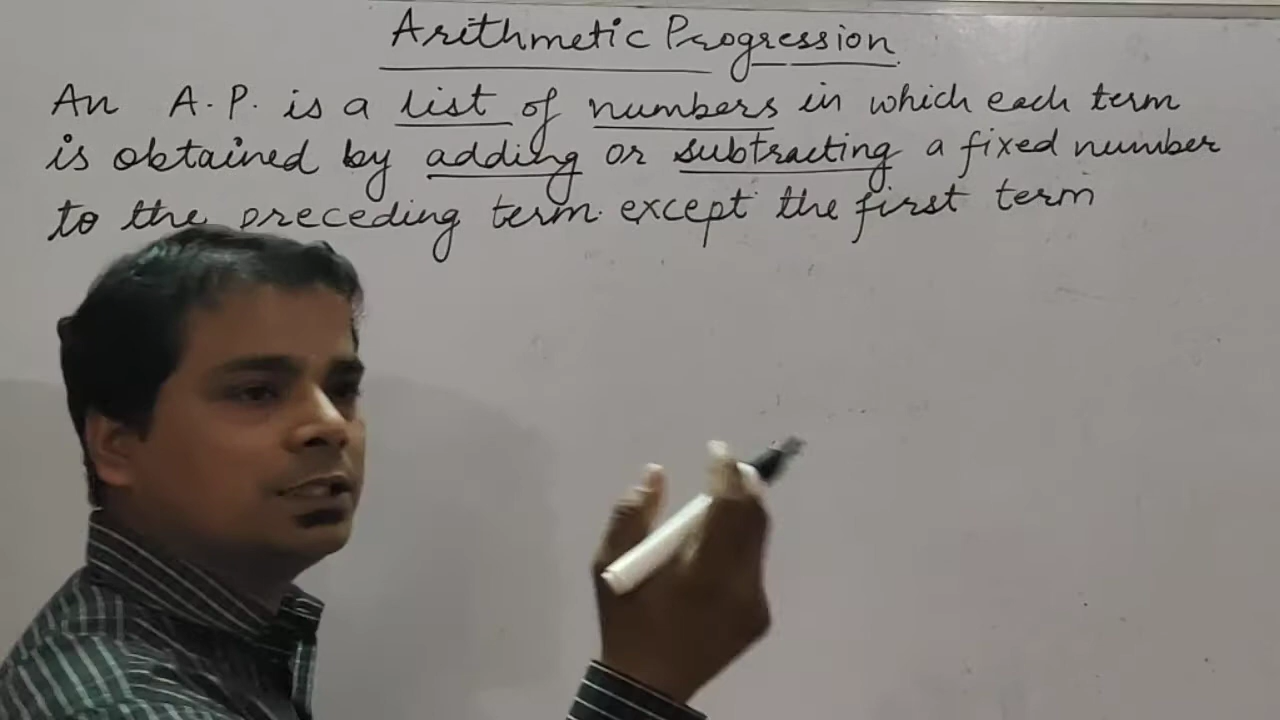 Arithmetic Progression
An A.P. is a list of numbers in which each term
is obtained by adding or subtracting a fixed number
to the preceding term except the first term